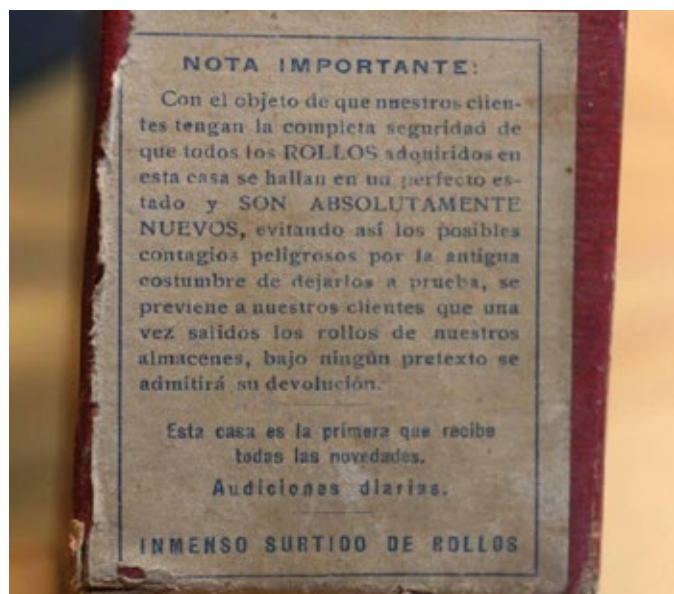 NOTA IMPORTANTE:
Con el objeto de que nuestros clien-
tes tengan la completa seguridad de
que todos los ROLLOS adquiridos en
esta casa se hallan en un perfecto es-
tado y SON ABSOLUTAMENTE
NUEVOS, evitando así los posibles
contagios peligrosos por la antigua
costumbre de dejarlos a prueba, se
previene a nuestros clientes que una
vez salidos los rollos de nuestros
almacenes, bajo ningún pretexto se
admitirá su devolución.
Esta casa es la primera que recibe
todas las novedades.
Audiciones diarias.
INMENSO SURTIDO DE ROLLOS